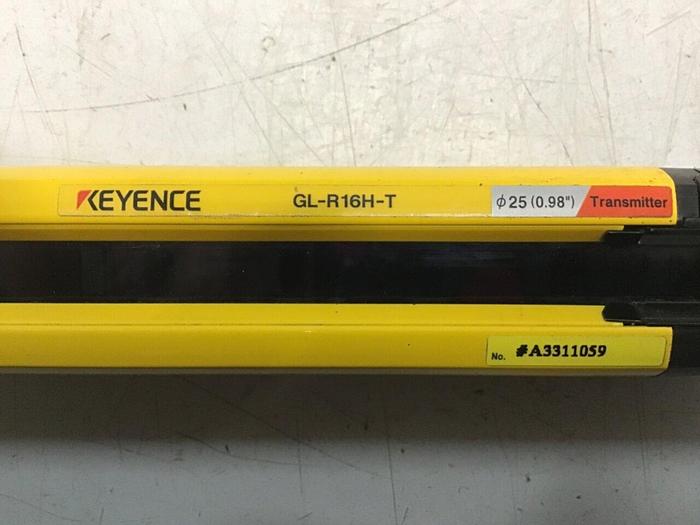 KEYENCE GL-R16H-T ϕ25 (0.98") Transmitter
No. #A3311059